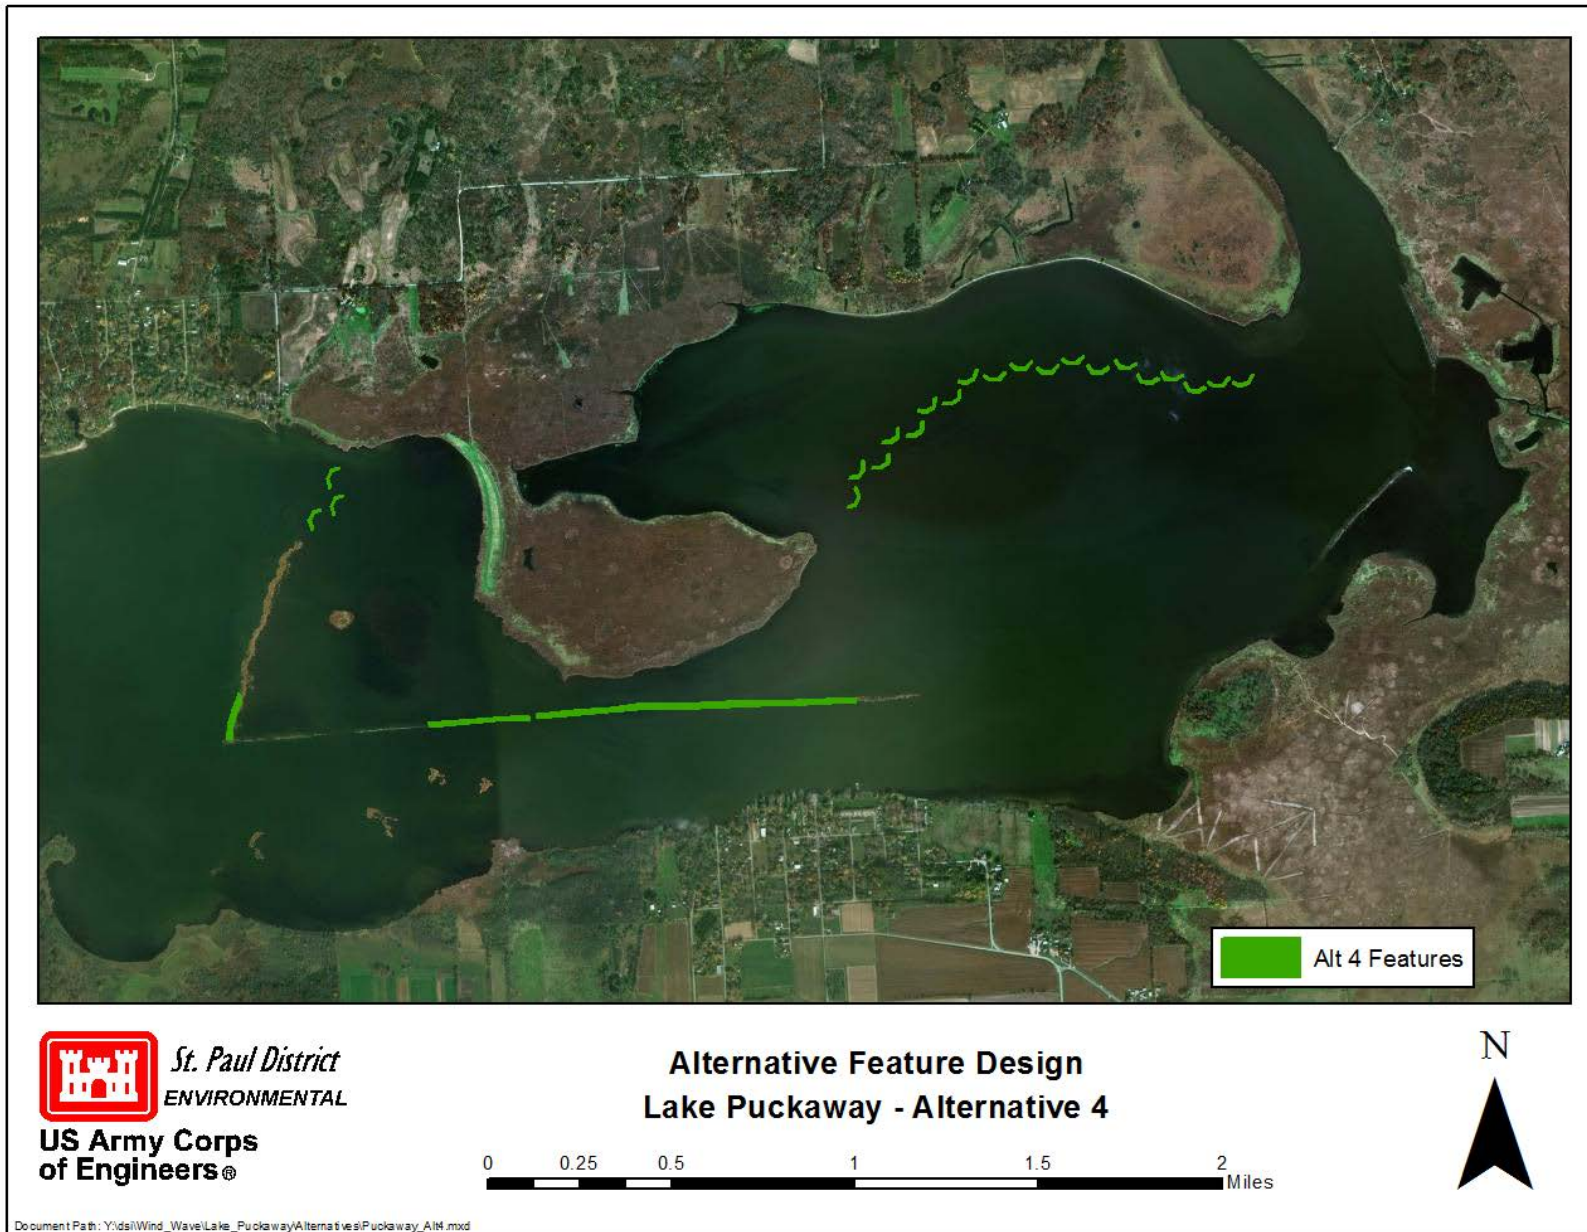 Alt 4 Features
St. Paul District
ENVIRONMENTAL
US Army Corps
of Engineers®
Alternative Feature Design
Lake Puckaway - Alternative 4
0 0.25 0.5 1 1.5 2
Miles
N
Document Path: Y:\dsi\Wind_Wave\Lake_Puckaway\Alternatives\Puckaway_Alt4.mxd